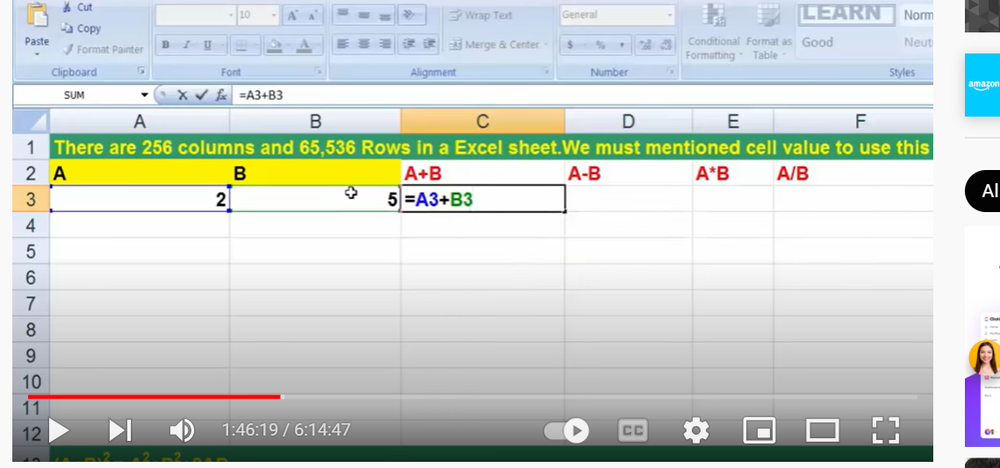 Cut
Copy
Paste
Format Painter
Clipboard
10
A A
B I U
A
Font
Wrap Text
Merge & Center
Alignment
General
$ % ,
Number
Conditional Formatting
Format as Table
LEARN
Norm
Good
Neut
Styles
SUM
fx =A3+B3
A B C D E F
1 There are 256 columns and 65,536 Rows in a Excel sheet.We must mentioned cell value to use this
2 A B A+B A-B A*B A/B
3 2 5 =A3+B3
4
5
6
7
8
9
10
11
12
1:46:19 / 6:14:47
CC
amazon
Al